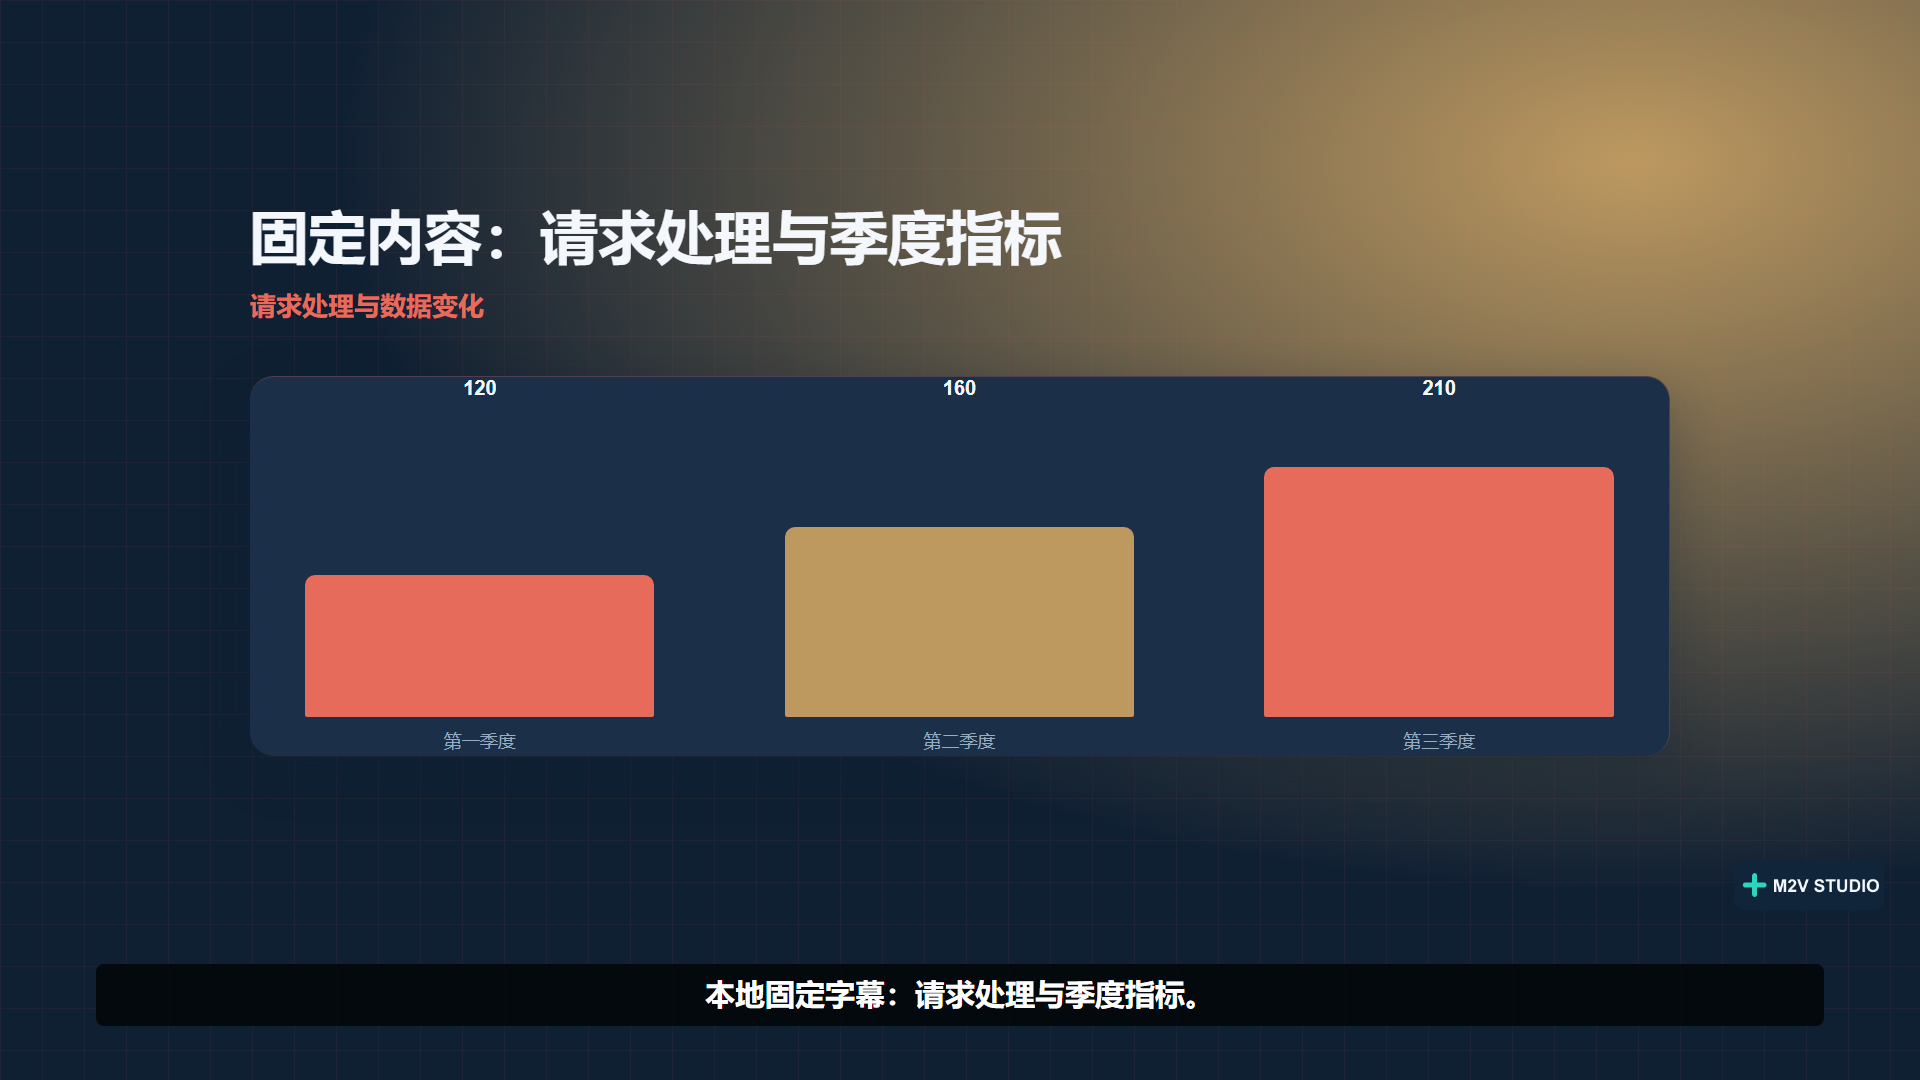 固定内容：请求处理与季度指标
请求处理与数据变化
120
160
210
第一季度
第二季度
第三季度
M2V STUDIO
本地固定字幕：请求处理与季度指标。